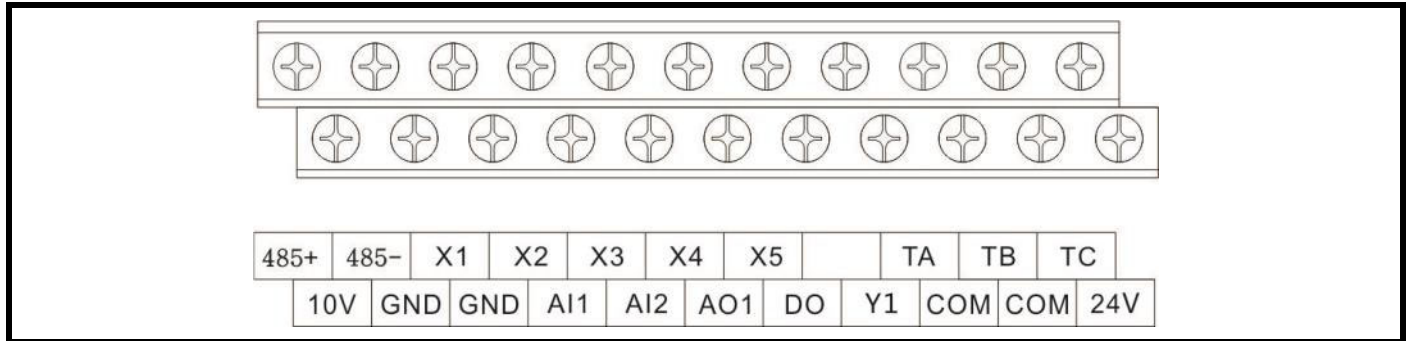 485+ 485- X1 X2 X3 X4 X5 TA TB TC
10V GND GND AI1 AI2 AO1 DO Y1 COM COM 24V